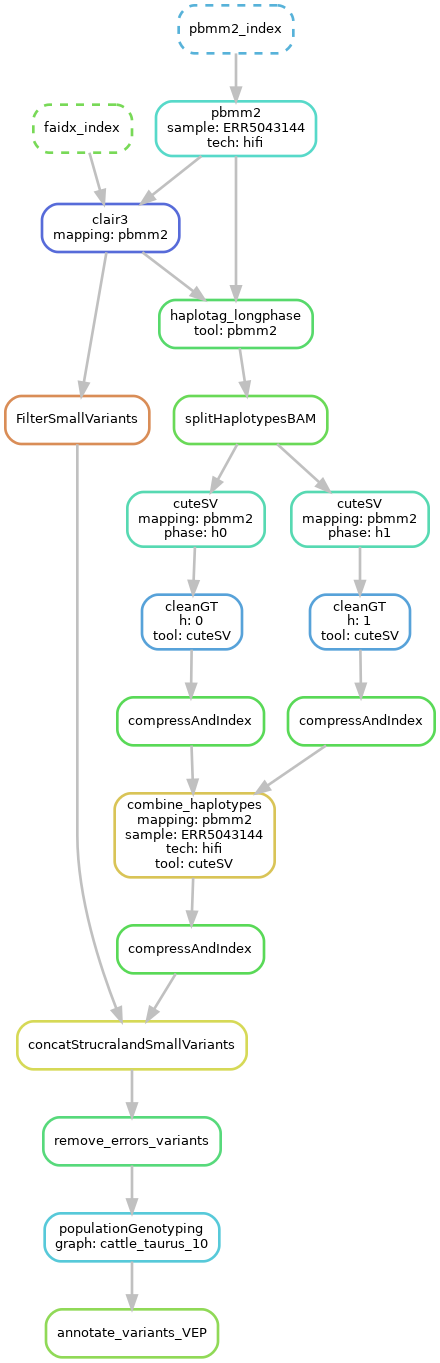 pbmm2_index
faidx_index
pbmm2
sample: ERR5043144
tech: hifi
clair3
mapping: pbmm2
haplotag_longphase
tool: pbmm2
FilterSmallVariants
splitHaplotypesBAM
cuteSV
mapping: pbmm2
phase: h0
cuteSV
mapping: pbmm2
phase: h1
cleanGT
h: 0
tool: cuteSV
cleanGT
h: 1
tool: cuteSV
compressAndIndex
compressAndIndex
combine_haplotypes
mapping: pbmm2
sample: ERR5043144
tech: hifi
tool: cuteSV
compressAndIndex
concatStrucralandSmallVariants
remove_errors_variants
populationGenotyping
graph: cattle_taurus_10
annotate_variants_VEP